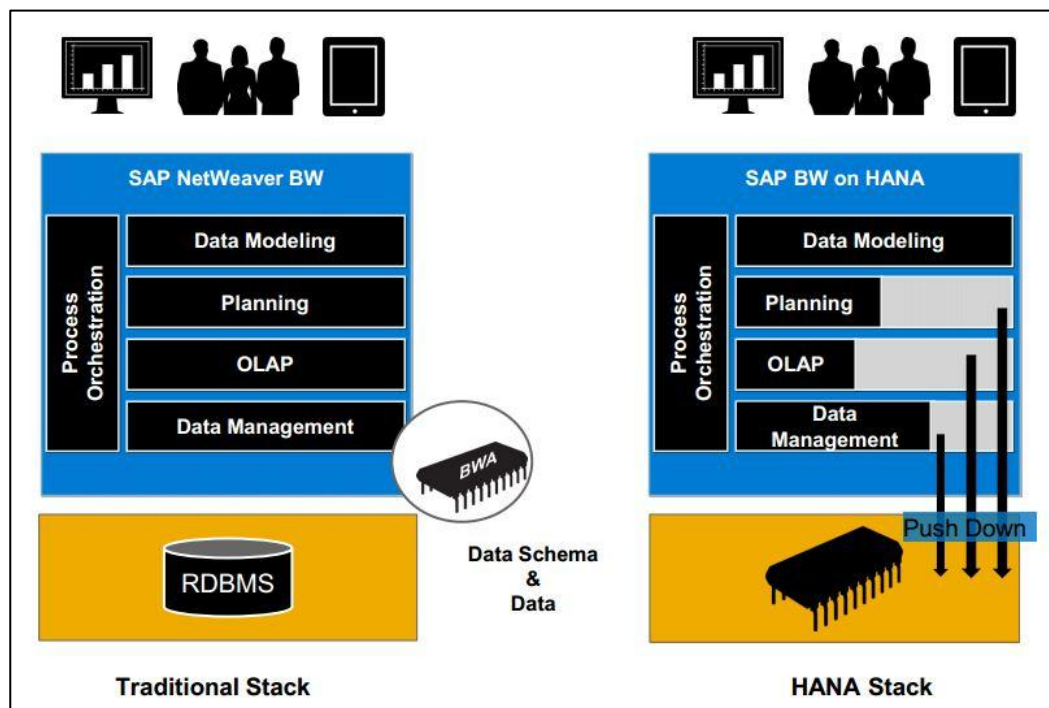 SAP NetWeaver BW
Process
Orchestration
Data Modeling
Planning
OLAP
Data Management
BWA
RDBMS
Traditional Stack
Data Schema
&
Data
SAP BW on HANA
Process
Orchestration
Data Modeling
Planning
OLAP
Data
Management
Push Down
HANA Stack